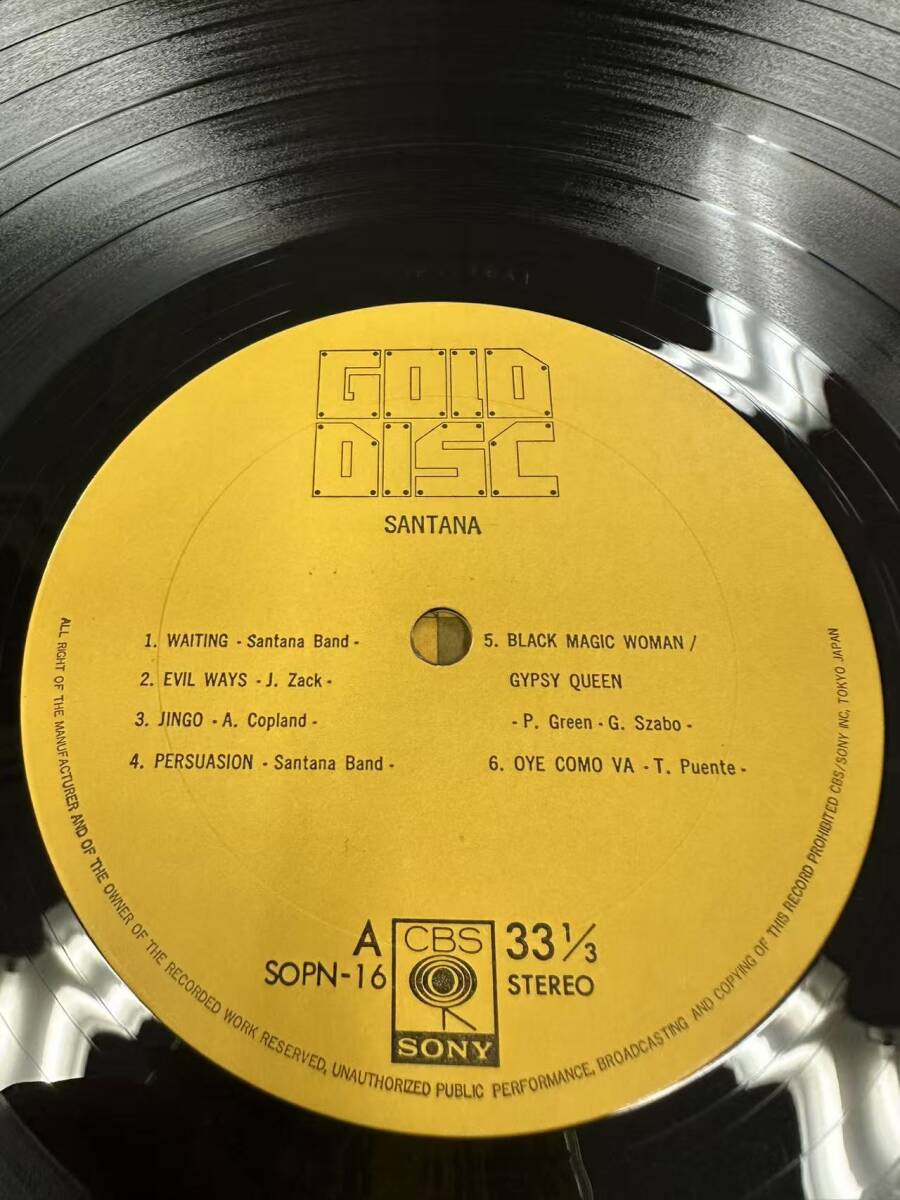 GOLD
DISC
SANTANA
1. WAITING - Santana Band -
2. EVIL WAYS - J. Zack -
3. JINGO - A. Copland -
4. PERSUASION - Santana Band -
5. BLACK MAGIC WOMAN /
GYPSY QUEEN
- P. Green - G. Szabo -
6. OYE COMO VA - T. Puente -
A
SOPN-16
CBS
SONY
33 1/3
STEREO
ALL RIGHT OF THE MANUFACTURER AND OF THE OWNER OF THE RECORDED WORK RESERVED, UNAUTHORIZED PUBLIC PERFORMANCE, BROADCASTING AND COPYING OF THIS RECORD PROHIBITED CBS/SONY INC, TOKYO JAPAN